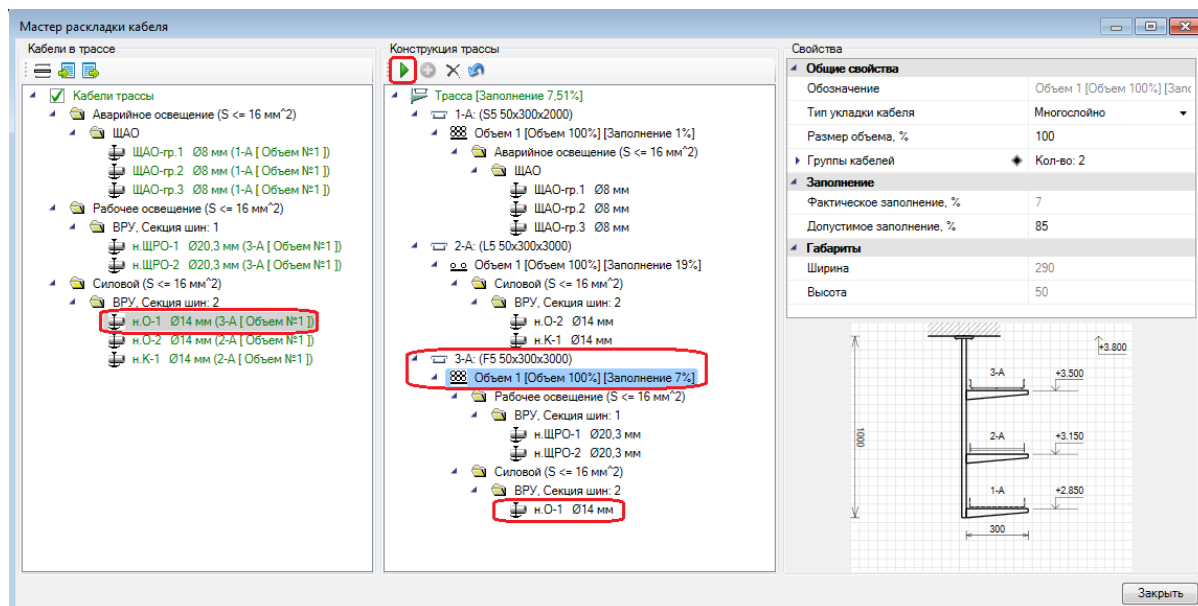 Мастер раскладки кабеля
Кабели в трассе
Кабели трассы
Аварийное освещение (S <= 16 мм^2)
ЩАО
ЩАО-гр.1 Ø8 мм (1-А [ Объем №1 ])
ЩАО-гр.2 Ø8 мм (1-А [ Объем №1 ])
ЩАО-гр.3 Ø8 мм (1-А [ Объем №1 ])
Рабочее освещение (S <= 16 мм^2)
ВРУ, Секция шин: 1
н.ЩРО-1 Ø20,3 мм (3-А [ Объем №1 ])
н.ЩРО-2 Ø20,3 мм (3-А [ Объем №1 ])
Силовой (S <= 16 мм^2)
ВРУ, Секция шин: 2
н.О-1 Ø14 мм (3-А [ Объем №1 ])
н.О-2 Ø14 мм (2-А [ Объем №1 ])
н.К-1 Ø14 мм (2-А [ Объем №1 ])
Конструкция трассы
Трасса [Заполнение 7,51%]
1-А: (S5 50x300x2000)
Объем 1 [Объем 100%] [Заполнение 1%]
Аварийное освещение (S <= 16 мм^2)
ЩАО
ЩАО-гр.1 Ø8 мм
ЩАО-гр.2 Ø8 мм
ЩАО-гр.3 Ø8 мм
2-А: (L5 50x300x3000)
Объем 1 [Объем 100%] [Заполнение 19%]
Силовой (S <= 16 мм^2)
ВРУ, Секция шин: 2
н.О-2 Ø14 мм
н.К-1 Ø14 мм
3-А: (F5 50x300x3000)
Объем 1 [Объем 100%] [Заполнение 7%]
Рабочее освещение (S <= 16 мм^2)
ВРУ, Секция шин: 1
н.ЩРО-1 Ø20,3 мм
н.ЩРО-2 Ø20,3 мм
Силовой (S <= 16 мм^2)
ВРУ, Секция шин: 2
н.О-1 Ø14 мм
Свойства
Общие свойства
Обозначение Объем 1 [Объем 100%] [Запо
Тип укладки кабеля Многослойно
Размер объема, % 100
Группы кабелей Кол-во: 2
Заполнение
Фактическое заполнение, % 7
Допустимое заполнение, % 85
Габариты
Ширина 290
Высота 50
+3.800
3-А +3.500
1000
2-А +3.150
1-А +2.850
300
Закрыть